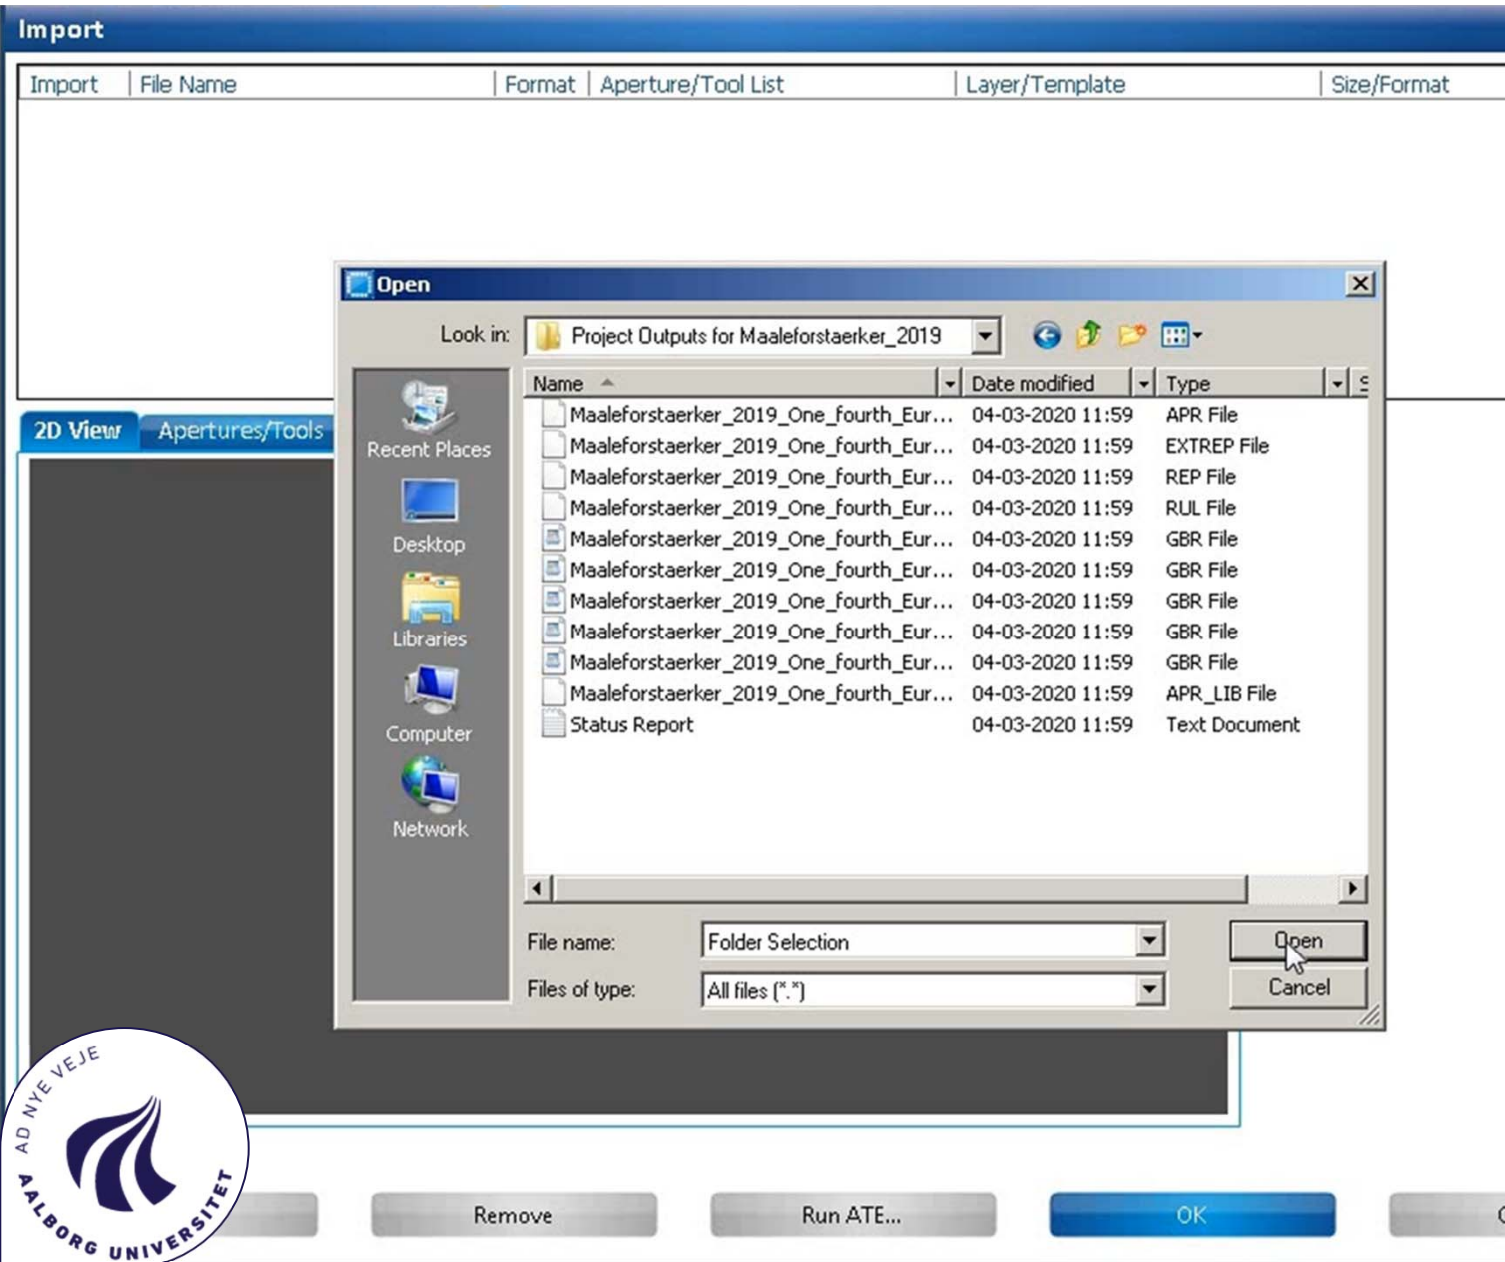 Import
Import File Name Format Aperture/Tool List Layer/Template Size/Format
Open
Look in: Project Outputs for Maaleforstaerker_2019
Name Date modified Type
Maaleforstaerker_2019_One_fourth_Eur... 04-03-2020 11:59 APR File
Maaleforstaerker_2019_One_fourth_Eur... 04-03-2020 11:59 EXTREP File
Maaleforstaerker_2019_One_fourth_Eur... 04-03-2020 11:59 REP File
Maaleforstaerker_2019_One_fourth_Eur... 04-03-2020 11:59 RUL File
Maaleforstaerker_2019_One_fourth_Eur... 04-03-2020 11:59 GBR File
Maaleforstaerker_2019_One_fourth_Eur... 04-03-2020 11:59 GBR File
Maaleforstaerker_2019_One_fourth_Eur... 04-03-2020 11:59 GBR File
Maaleforstaerker_2019_One_fourth_Eur... 04-03-2020 11:59 GBR File
Maaleforstaerker_2019_One_fourth_Eur... 04-03-2020 11:59 GBR File
Maaleforstaerker_2019_One_fourth_Eur... 04-03-2020 11:59 APR_LIB File
Status Report 04-03-2020 11:59 Text Document
Recent Places
Desktop
Libraries
Computer
Network
File name: Folder Selection Open
Files of type: All files (*.*) Cancel
2D View Apertures/Tools
AD NYE VEJE
AALBORG UNIVERSITET
Remove Run ATE... OK